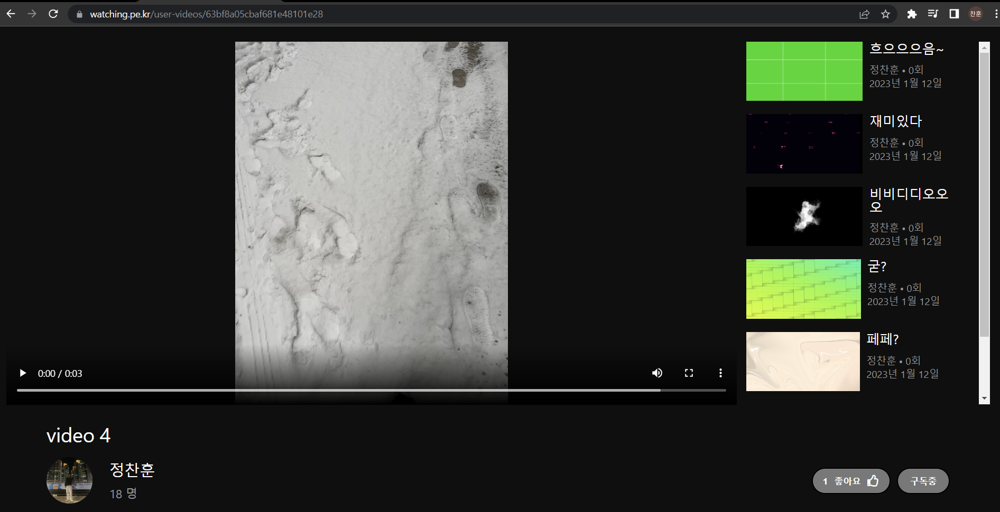 watching.pe.kr/user-videos/63bf8a05cbaf681e48101e28
찬훈
흐으으으음~
정찬훈 • 0회
2023년 1월 12일
재미있다
정찬훈 • 0회
2023년 1월 12일
비비디디오오
오
정찬훈 • 0회
2023년 1월 12일
굳?
정찬훈 • 0회
2023년 1월 12일
페페?
정찬훈 • 0회
2023년 1월 12일
0:00 / 0:03
video 4
정찬훈
18 명
1 좋아요
구독중